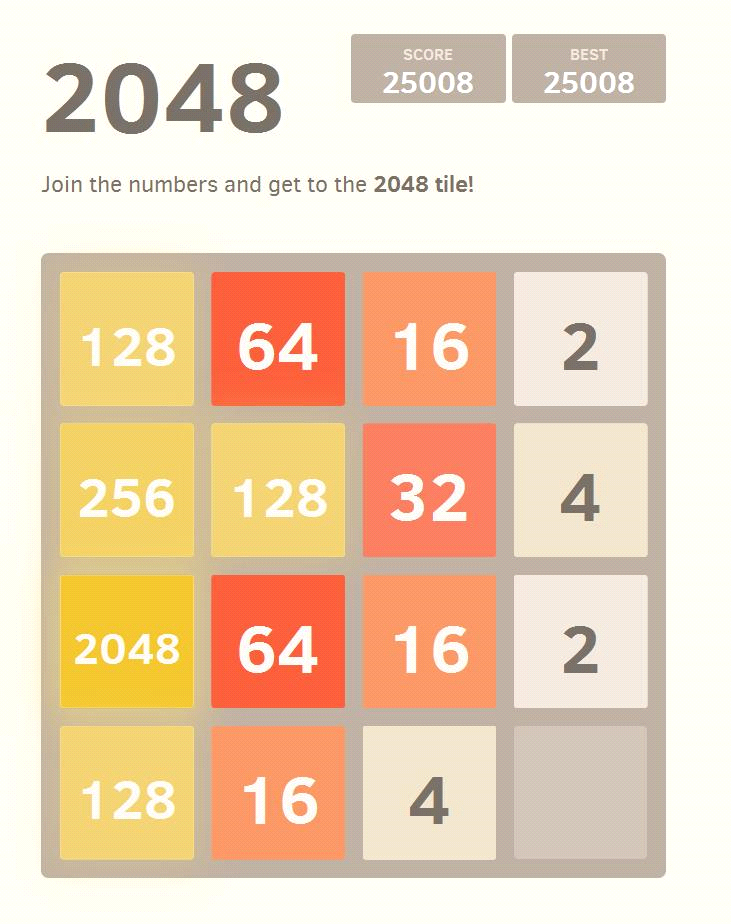 2048
SCORE BEST
25008 25008
Join the numbers and get to the 2048 tile!
128 64 16 2
256 128 32 4
2048 64 16 2
128 16 4